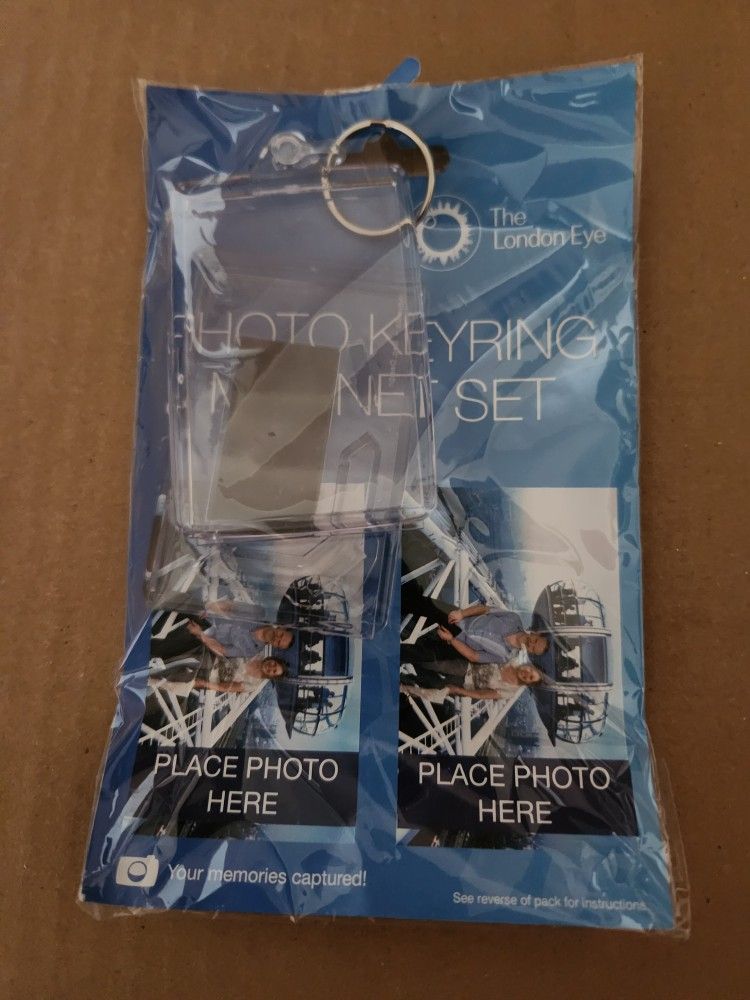 The
London Eye
PHOTO KEYRING
NET SET
PLACE PHOTO
HERE
PLACE PHOTO
HERE
Your memories captured!
See reverse of pack for instructions.